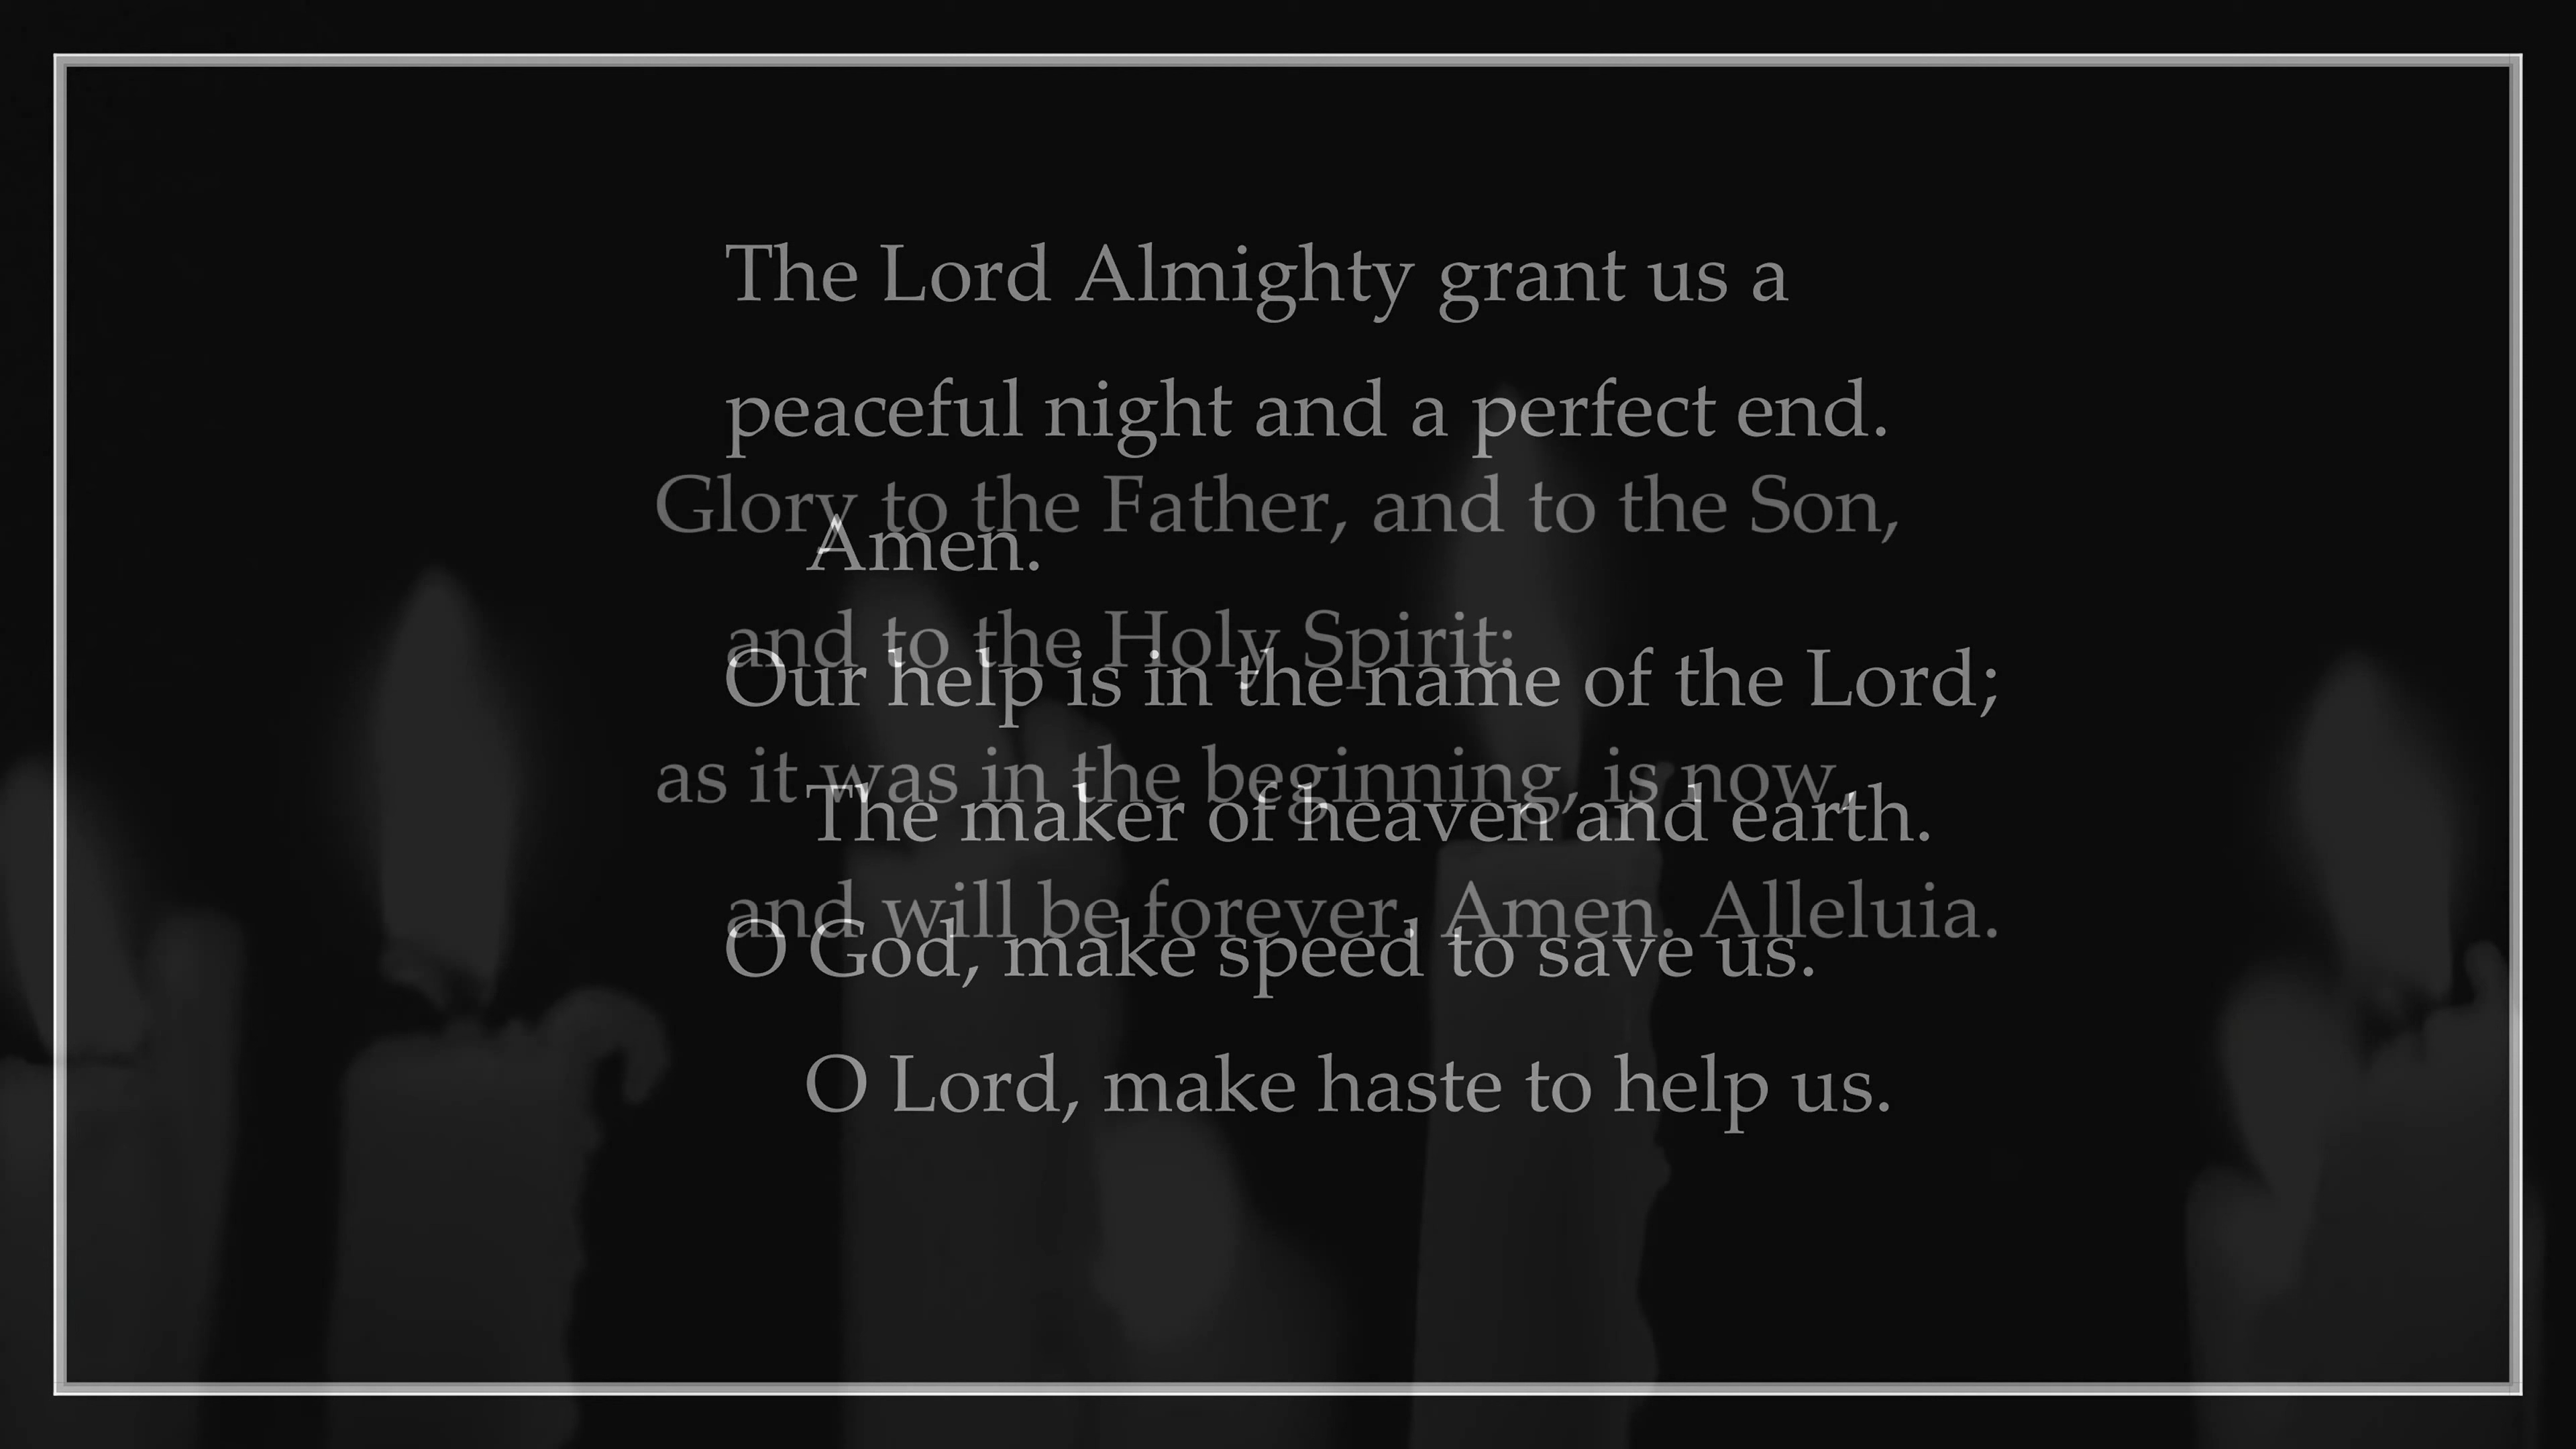 The Lord Almighty grant us a
peaceful night and a perfect end.
Amen.
Our help is in the name of the Lord;
The maker of heaven and earth.
O God, make speed to save us.
O Lord, make haste to help us.
Glory to the Father, and to the Son,
and to the Holy Spirit:
as it was in the beginning, is now,
and will be forever. Amen. Alleluia.